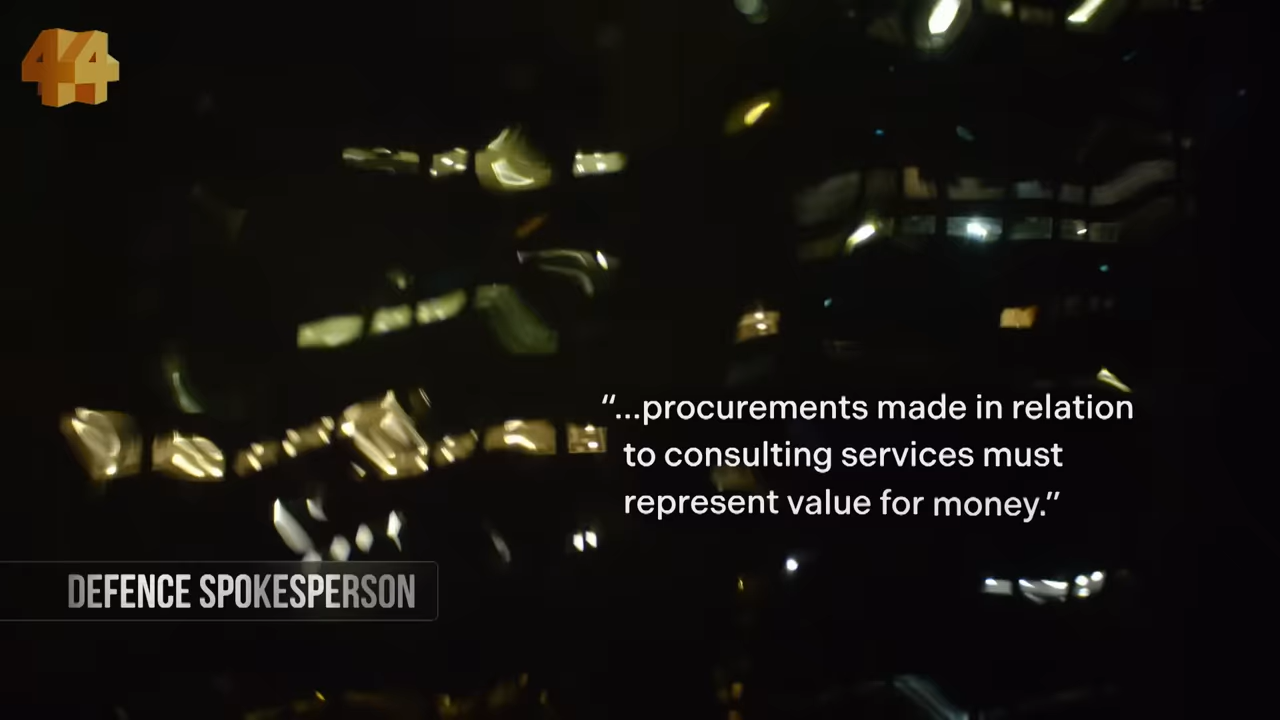 44
“...procurements made in relation
to consulting services must
represent value for money.”
DEFENCE SPOKESPERSON